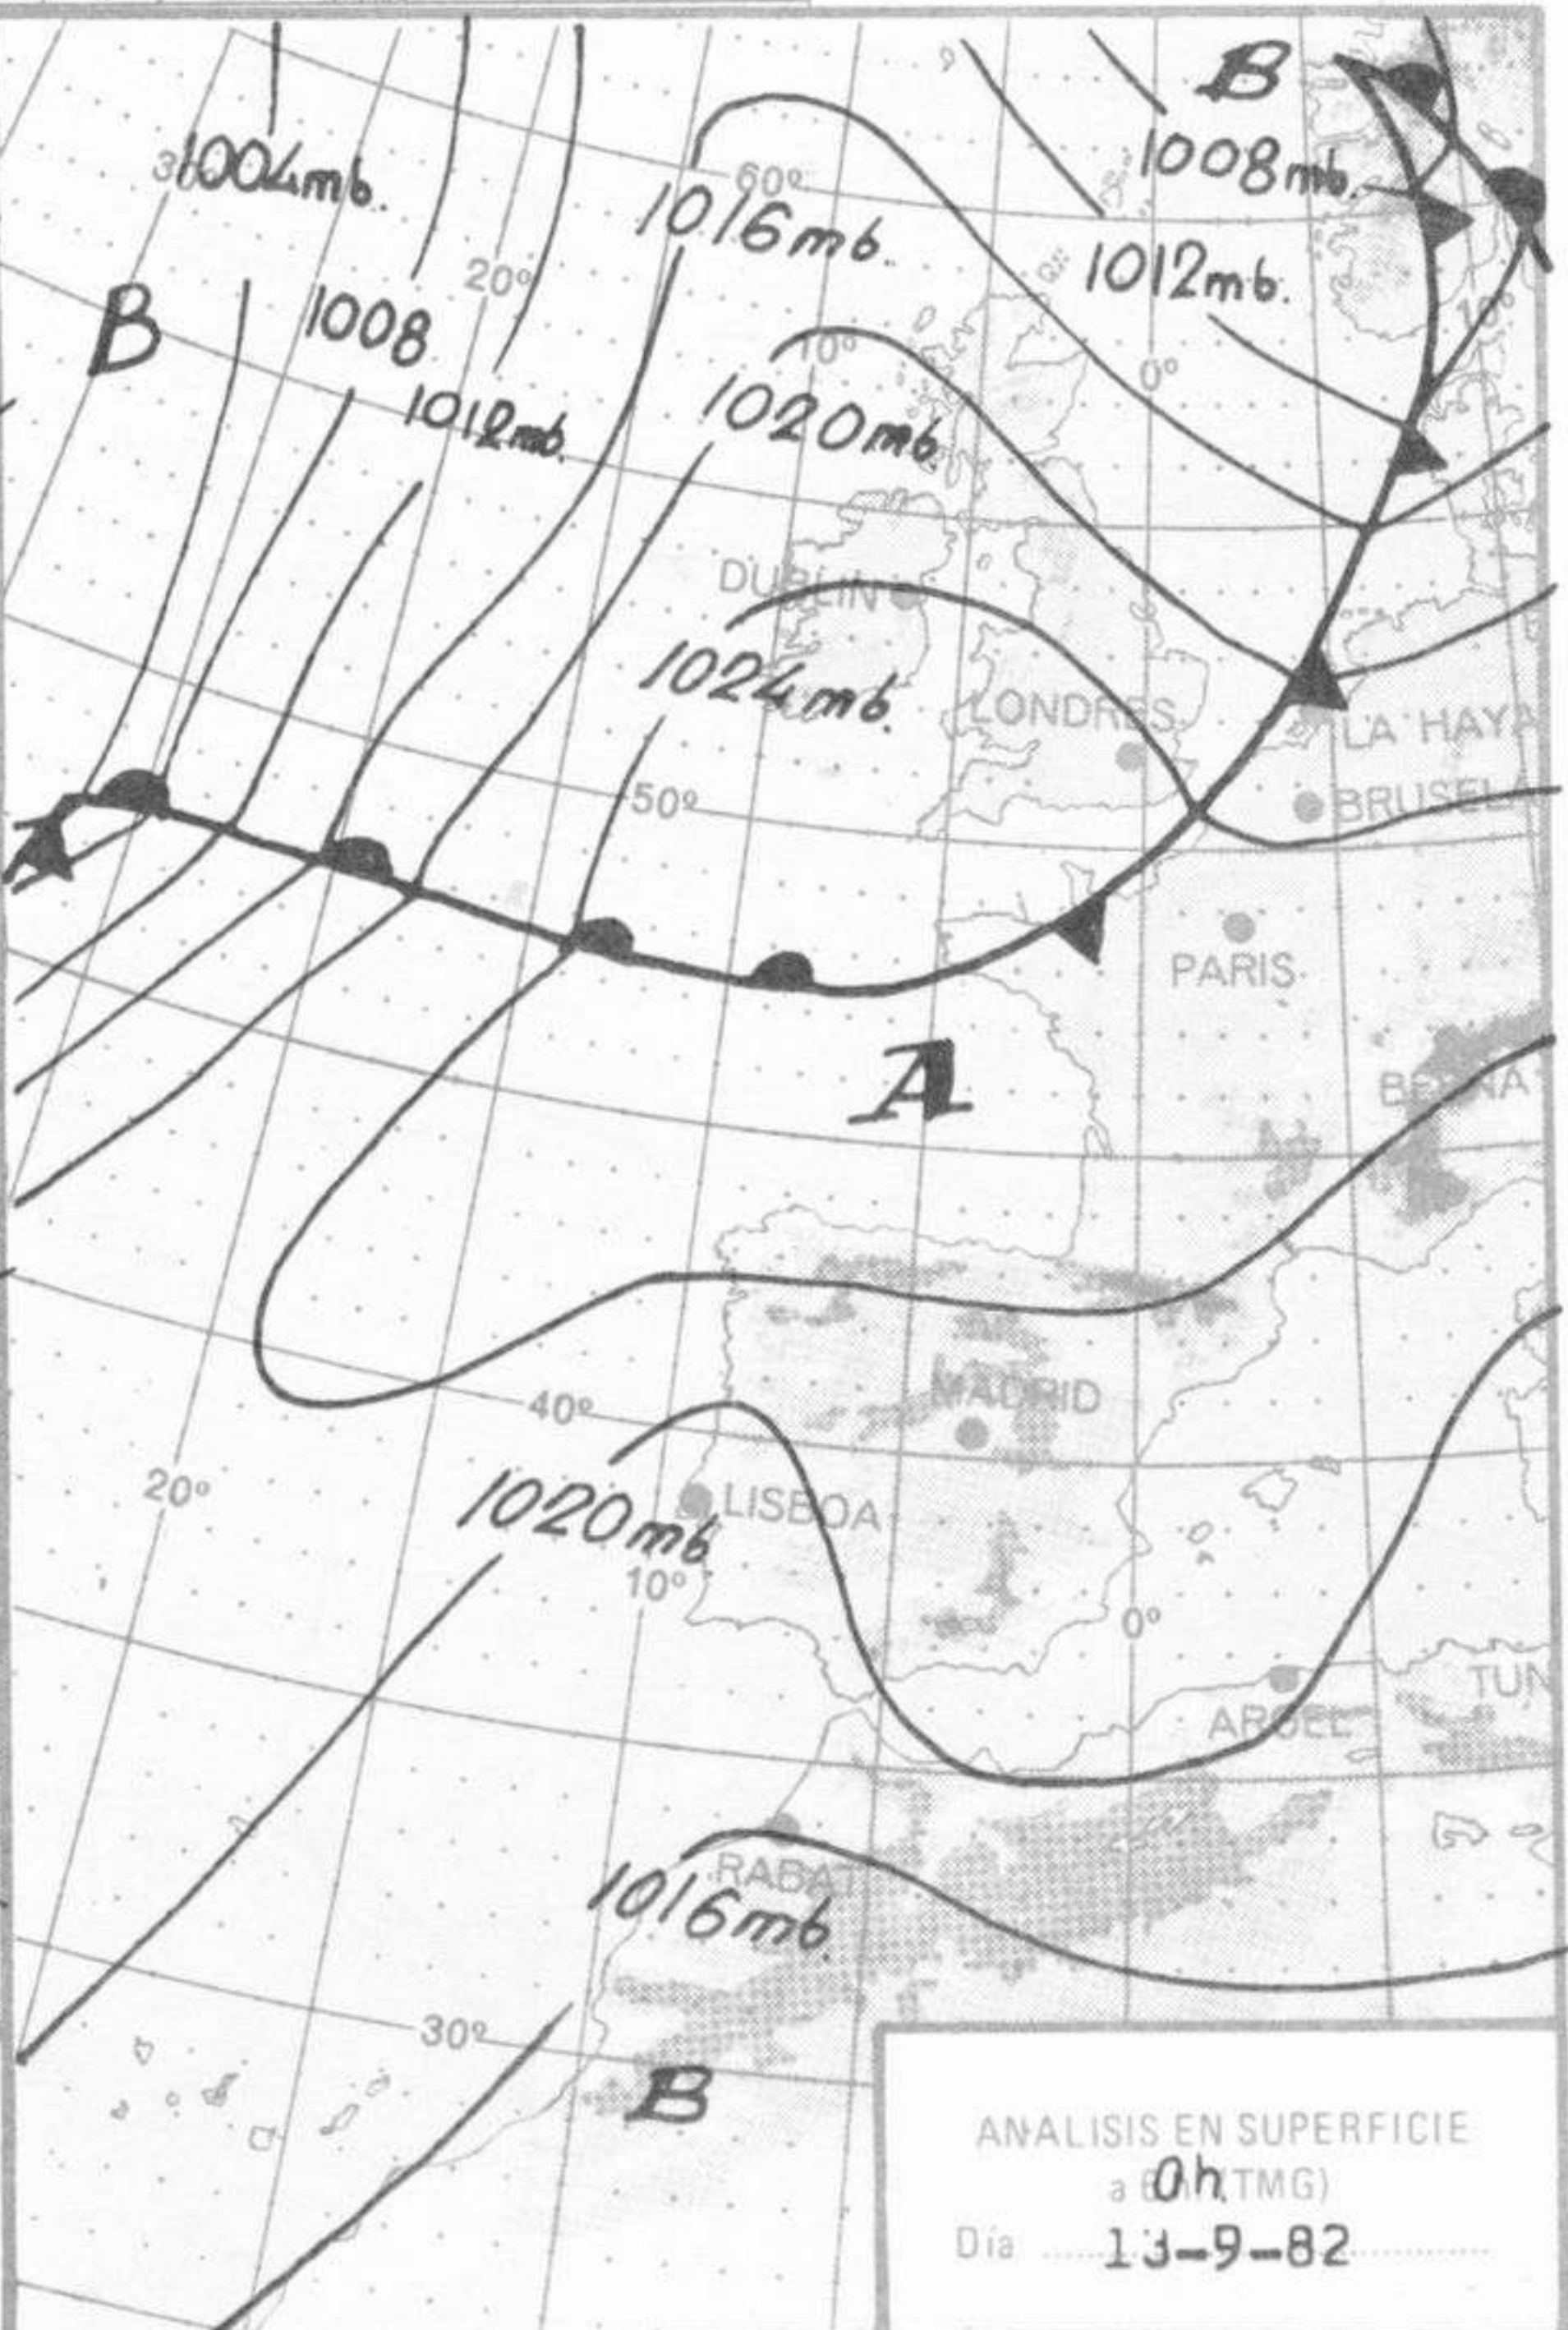 B
1004mb.
1008mb.
60º
1016mb.
1012mb.
20º
B
1008
10º
10º
0º
1012mb.
1020mb.
DUBLIN
1024mb.
LONDRES
LA HAYA
50º
BRUSELA
PARIS
A
BERNA
MADRID
40º
20º
1020mb
LISBOA
10º
0º
TUN
ARGEL
RABA
1016mb.
30º
B
ANALISIS EN SUPERFICIE
a 0h. (TMG)
Día 13-9-82